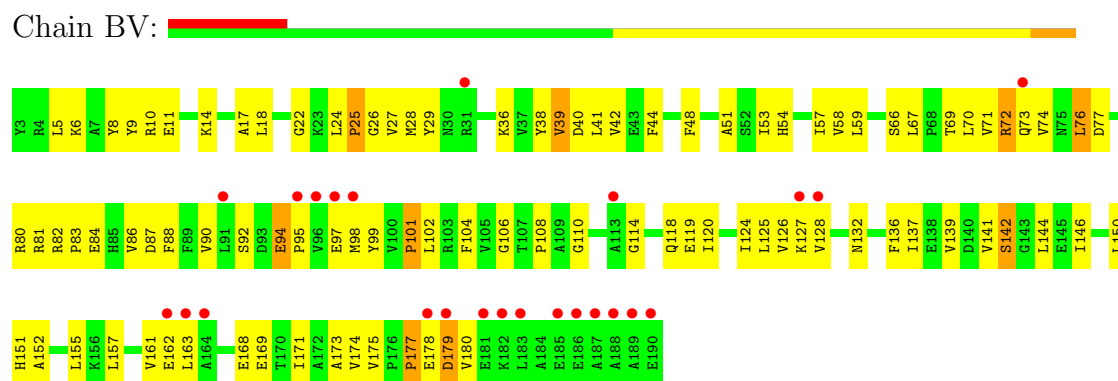 Chain BV:
Y3 R4 L5 K6 A7 Y8 Y9 R10 E11 K14 A17 L18 G22 K23 L24 P25 G26 V27 M28 Y29 N30 R31 K36 V37 Y38 V39 D40 L41 V42 E43 F44 F48 A51 S52 I53 H54 I57 V58 L59 S66 L67 P68 T69 L70 V71 R72 Q73 V74 N75 L76 D77
R80 R81 R82 P83 E84 H85 V86 D87 F88 F89 V90 L91 S92 D93 E94 P95 V96 E97 M98 Y99 V100 P101 L102 R103 F104 V105 G106 T107 P108 A109 G110 A113 G114 Q118 E119 I120 I124 L125 V126 K127 V128 N132 F136 I137 E138 V139 D140 V141 S142 G143 L144 E145 I146
H151 A152 L155 K156 L157 V161 E162 L163 A164 E168 E169 T170 I171 A172 A173 V174 V175 P176 P177 E178 D179 V180 E181 K182 L183 A184 E185 E186 A187 A188 A189 E190